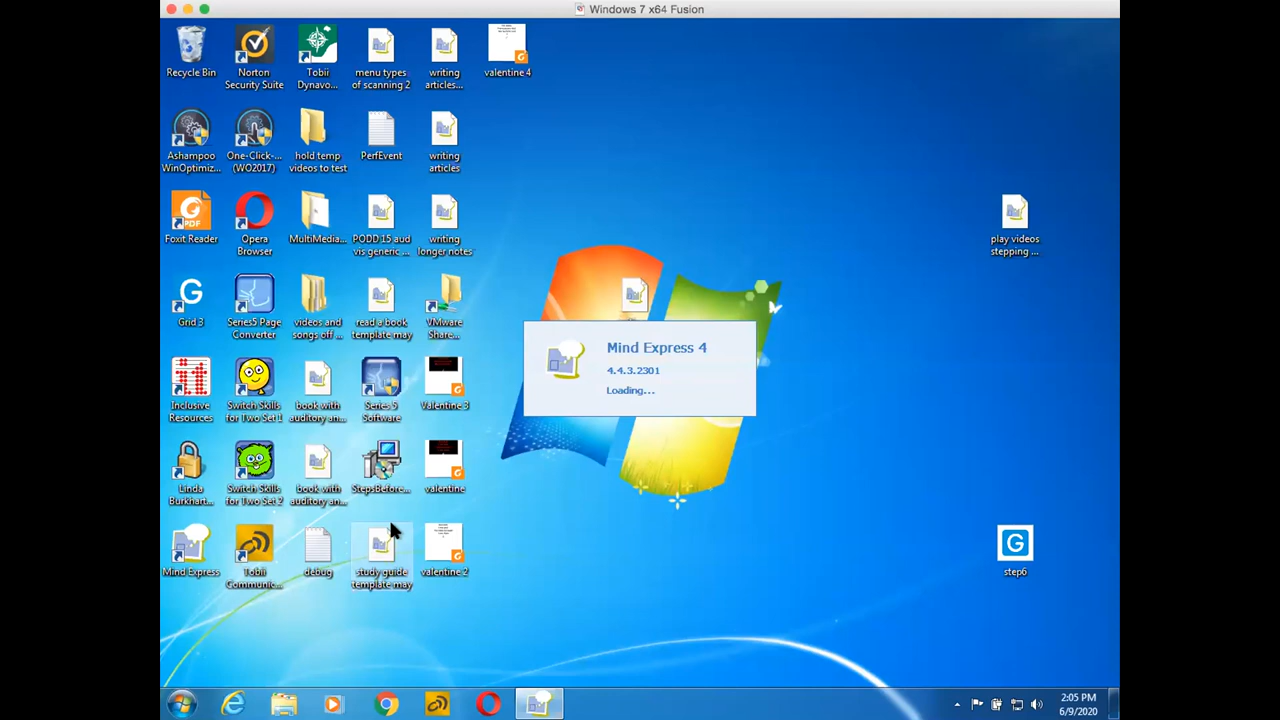 Windows 7 x64 Fusion
Recycle Bin
Norton
Security Suite
Tobii
Dynavo...
menu types
of scanning 2
writing
articles...
valentine 4
Ashampoo
WinOptimiz...
One-Click-...
(WO2017)
hold temp
videos to test
PerfEvent
writing
articles
Foxit Reader
PDF
Opera
Browser
MultiMedia...
PODD 15 aud
vis generic ...
writing
longer notes
play videos
stepping ...
Grid 3
Series5 Page
Converter
videos and
songs off ...
read a book
template may
VMware
Share...
Mind Express 4
4.4.3.2301
Loading...
Inclusive
Resources
Switch Skills
for Two Set 1
book with
auditory an...
Series 5
Software
Valentine 3
Linda
Burkhart...
Switch Skills
for Two Set 2
book with
auditory an...
StepsBefore...
valentine
Mind Express
Tobii
Communic...
debug
study guide
template may
valentine 2
G
step6
2:05 PM
6/9/2020